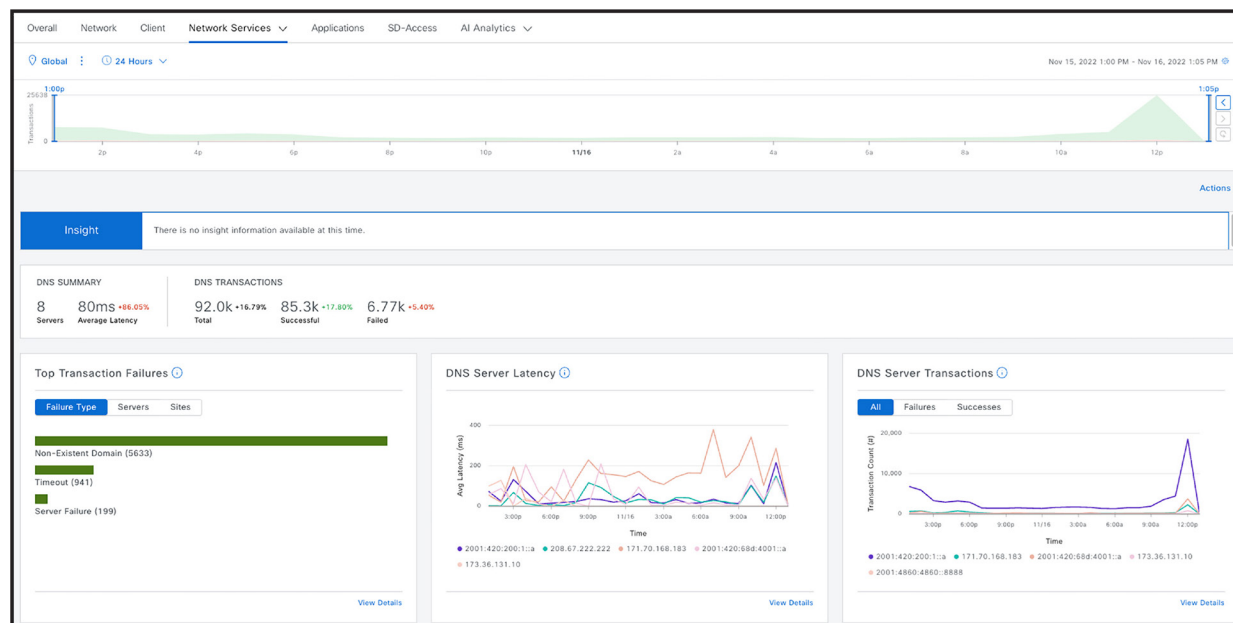 Overall Network Client Network Services Applications SD-Access AI Analytics
Global 24 Hours Nov 15, 2022 1:00 PM - Nov 16, 2022 1:05 PM
1:00p 1:05p
25638
Transactions
0
2p 4p 6p 8p 10p 11/16 2a 4a 6a 8a 10a 12p
Actions
Insight There is no insight information available at this time.
DNS SUMMARY DNS TRANSACTIONS
8 80ms +86.05% 92.0k +16.79% 85.3k +17.80% 6.77k +5.40%
Servers Average Latency Total Successful Failed
Top Transaction Failures
Failure Type Servers Sites
Non-Existent Domain (5633)
Timeout (941)
Server Failure (199)
View Details
DNS Server Latency
Avg Latency (ms)
400
200
0
3:00p 6:00p 9:00p 11/16 3:00a 6:00a 9:00a 12:00p
Time
2001:420:200:1::a 208.67.222.222 171.70.168.183 2001:420:68d:4001::a
173.36.131.10
View Details
DNS Server Transactions
All Failures Successes
Transaction Count (#)
20,000
10,000
0
3:00p 6:00p 9:00p 11/16 3:00a 6:00a 9:00a 12:00p
Time
2001:420:200:1::a 171.70.168.183 2001:420:68d:4001::a 173.36.131.10
2001:4860:4860::8888
View Details